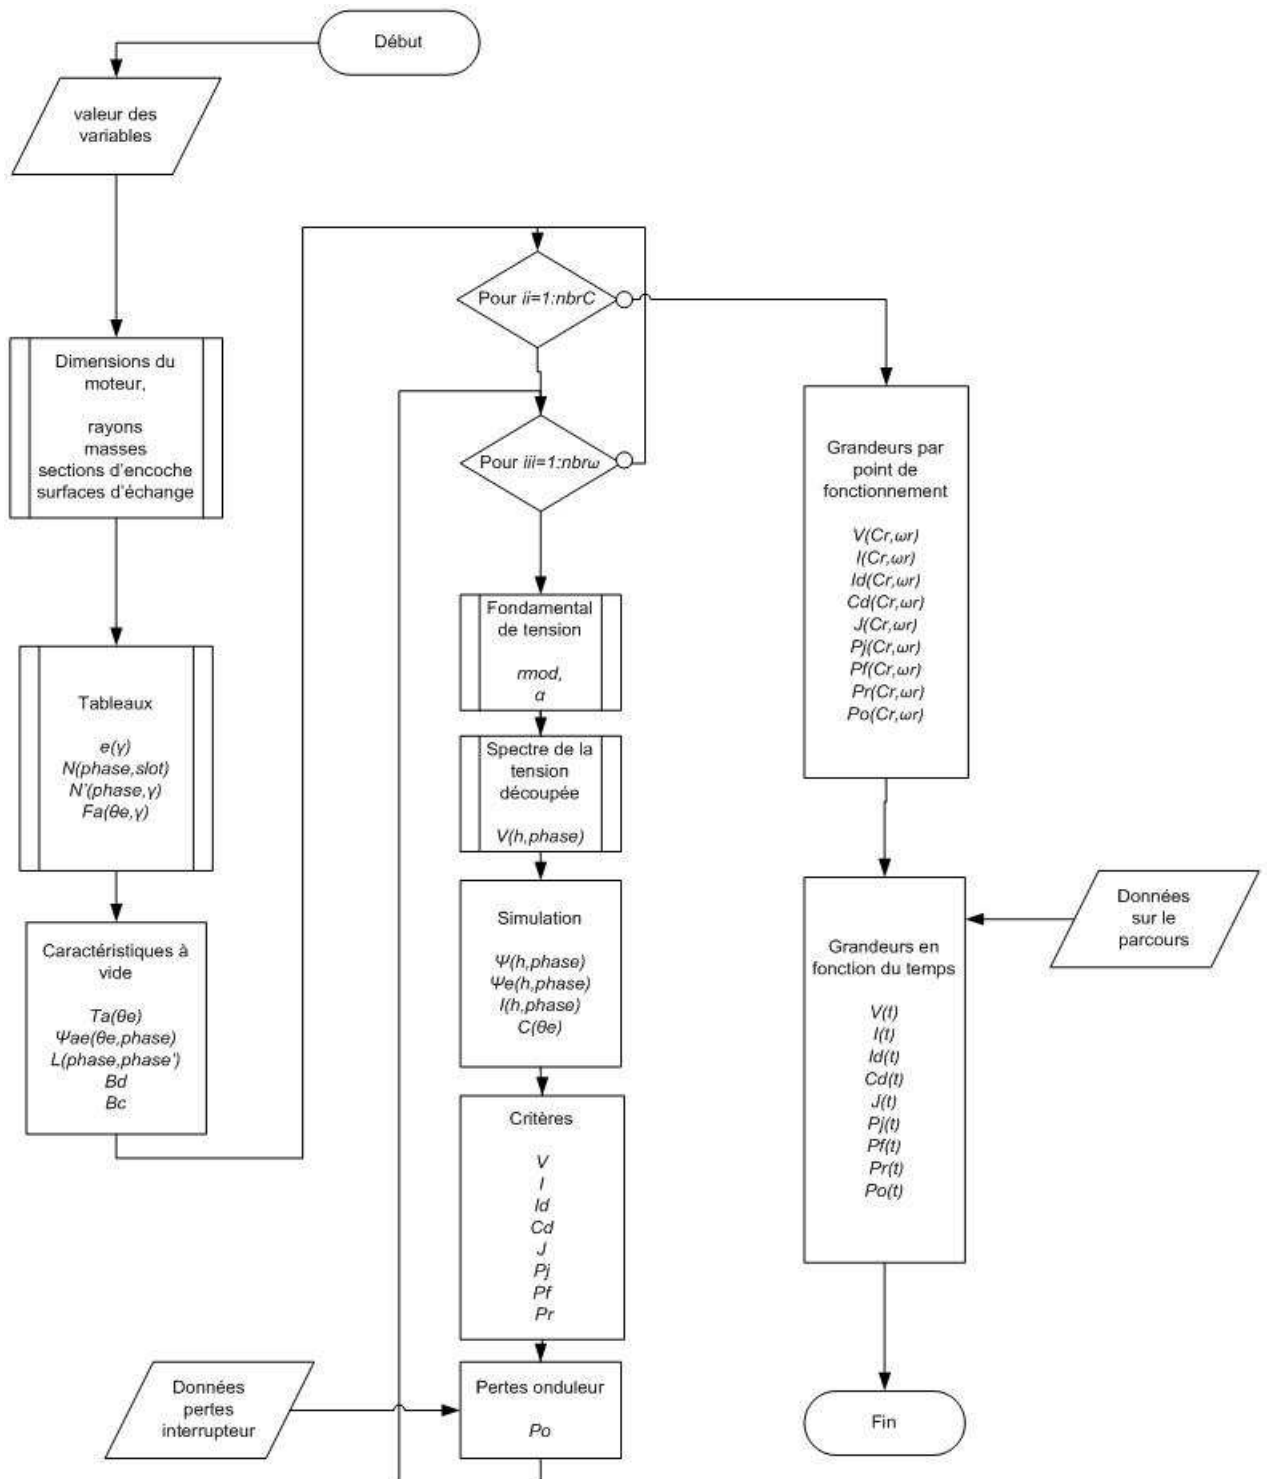 Début
valeur des
variables
Dimensions du
moteur,
rayons
masses
sections d'encoche
surfaces d'échange
Tableaux
e(γ)
N(phase,slot)
N'(phase,γ)
Fa(θe,γ)
Caractéristiques à
vide
Ta(θe)
Ψae(θe,phase)
L(phase,phase')
Bd
Bc
Pour ii=1:nbrC
Pour iii=1:nbrω
Fondamental
de tension
rmod,
α
Spectre de la
tension
découpée
V(h,phase)
Simulation
Ψ(h,phase)
Ψe(h,phase)
I(h,phase)
C(θe)
Critères
V
I
Id
Cd
J
Pj
Pf
Pr
Données
pertes
interrupteur
Pertes onduleur
Po
Grandeurs par
point de
fonctionnement
V(Cr,ωr)
I(Cr,ωr)
Id(Cr,ωr)
Cd(Cr,ωr)
J(Cr,ωr)
Pj(Cr,ωr)
Pf(Cr,ωr)
Pr(Cr,ωr)
Po(Cr,ωr)
Données
sur le
parcours
Grandeurs en
fonction du temps
V(t)
I(t)
Id(t)
Cd(t)
J(t)
Pj(t)
Pf(t)
Pr(t)
Po(t)
Fin